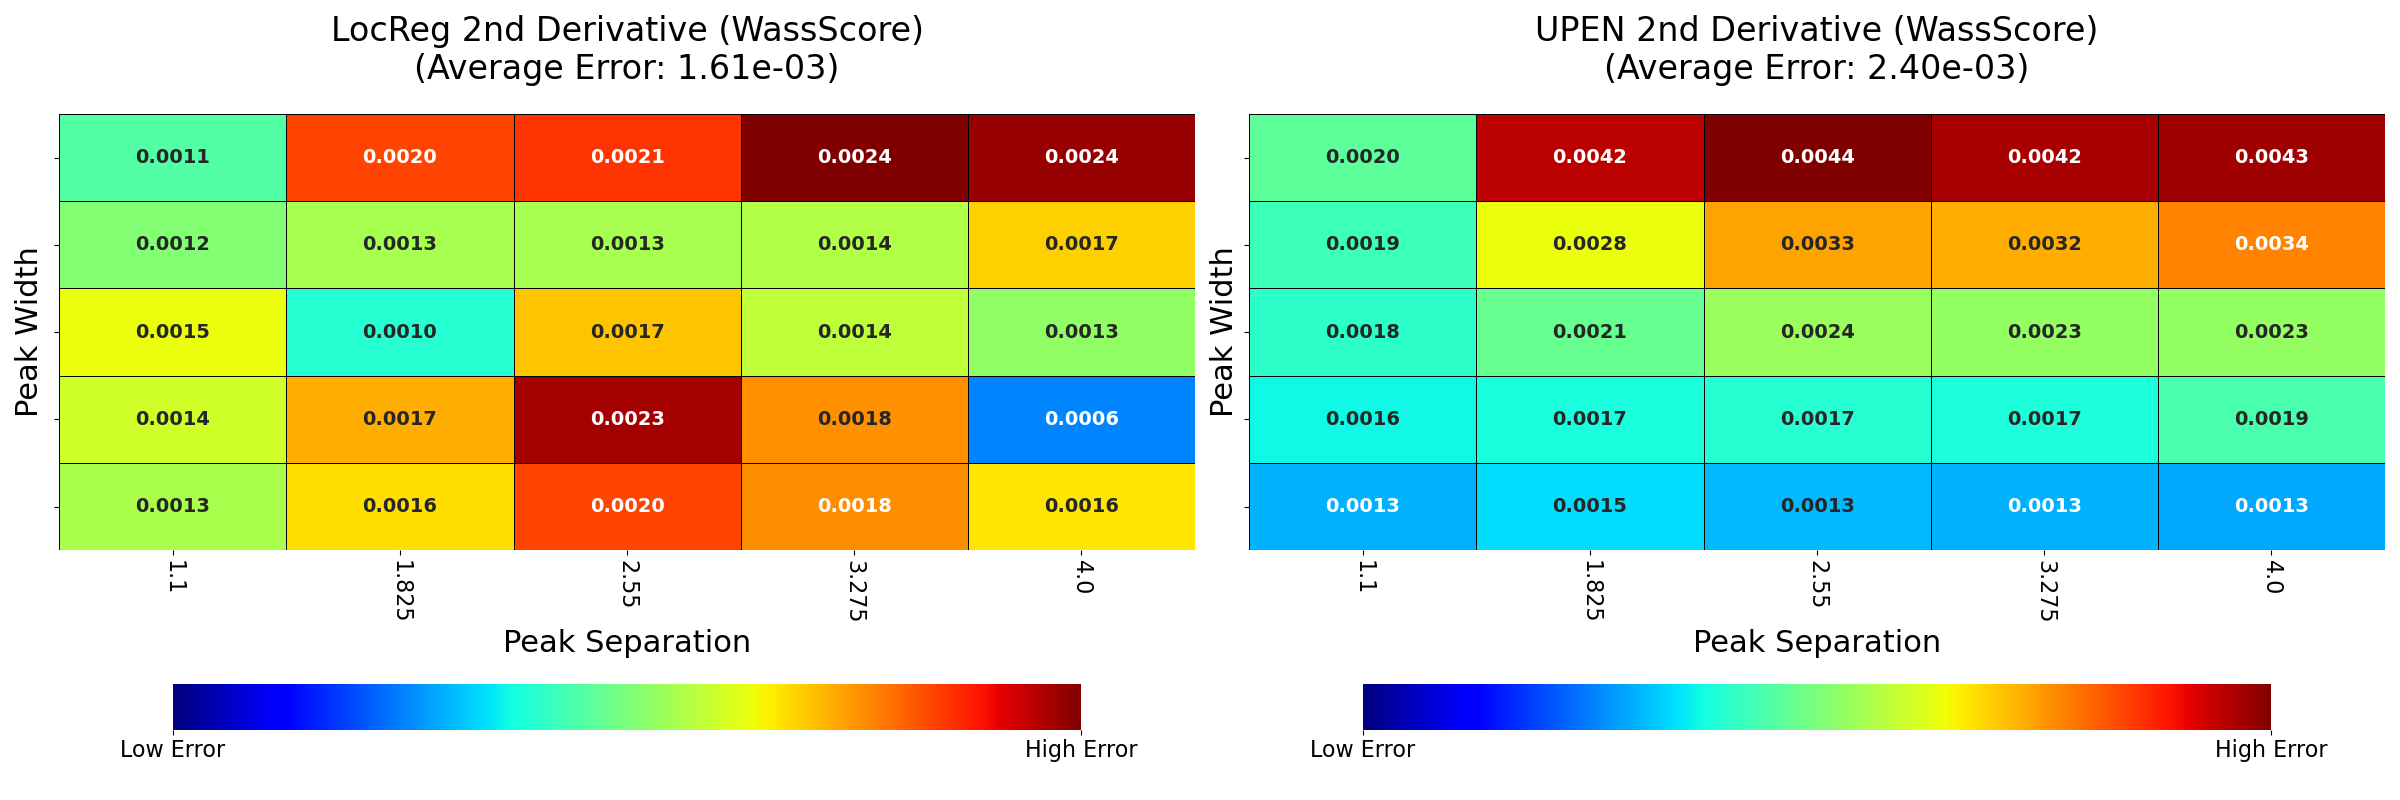 LocReg 2nd Derivative (WassScore)
(Average Error: 1.61e-03)
Peak Width
0.0011 0.0020 0.0021 0.0024 0.0024
0.0012 0.0013 0.0013 0.0014 0.0017
0.0015 0.0010 0.0017 0.0014 0.0013
0.0014 0.0017 0.0023 0.0018 0.0006
0.0013 0.0016 0.0020 0.0018 0.0016
1.1 1.825 2.55 3.275 4.0
Peak Separation
Low Error High Error
UPEN 2nd Derivative (WassScore)
(Average Error: 2.40e-03)
Peak Width
0.0020 0.0042 0.0044 0.0042 0.0043
0.0019 0.0028 0.0033 0.0032 0.0034
0.0018 0.0021 0.0024 0.0023 0.0023
0.0016 0.0017 0.0017 0.0017 0.0019
0.0013 0.0015 0.0013 0.0013 0.0013
1.1 1.825 2.55 3.275 4.0
Peak Separation
Low Error High Error